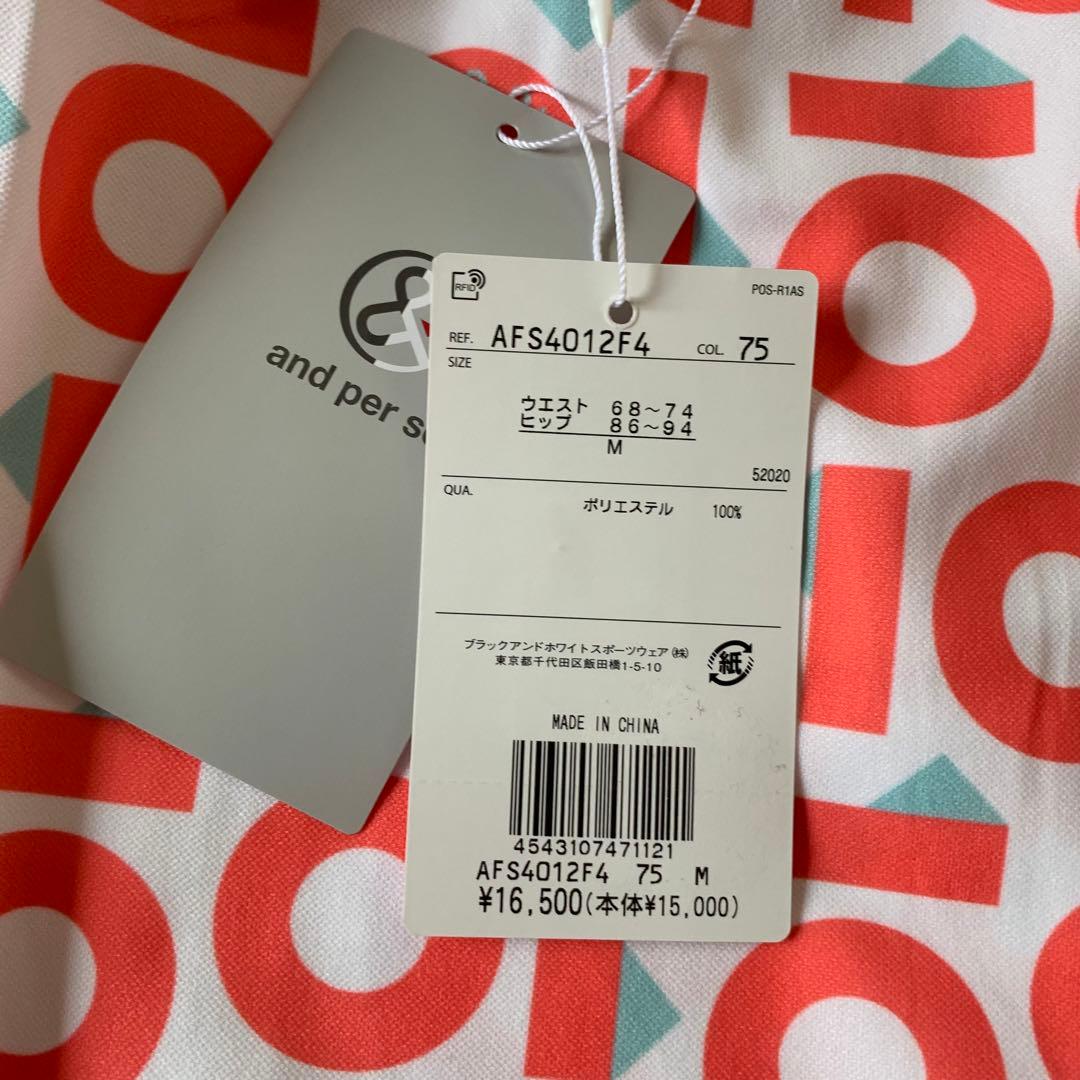 and per s
RFID
POS-R1AS
REF. AFS4012F4 COL. 75
SIZE
ウエスト 68~74
ヒップ 86~94
M
52020
QUA.
ポリエステル 100%
ブラックアンドホワイトスポーツウェア㈱
東京都千代田区飯田橋1-5-10
紙
MADE IN CHINA
4543107471121
AFS4012F4 75 M
¥16,500(本体¥15,000)